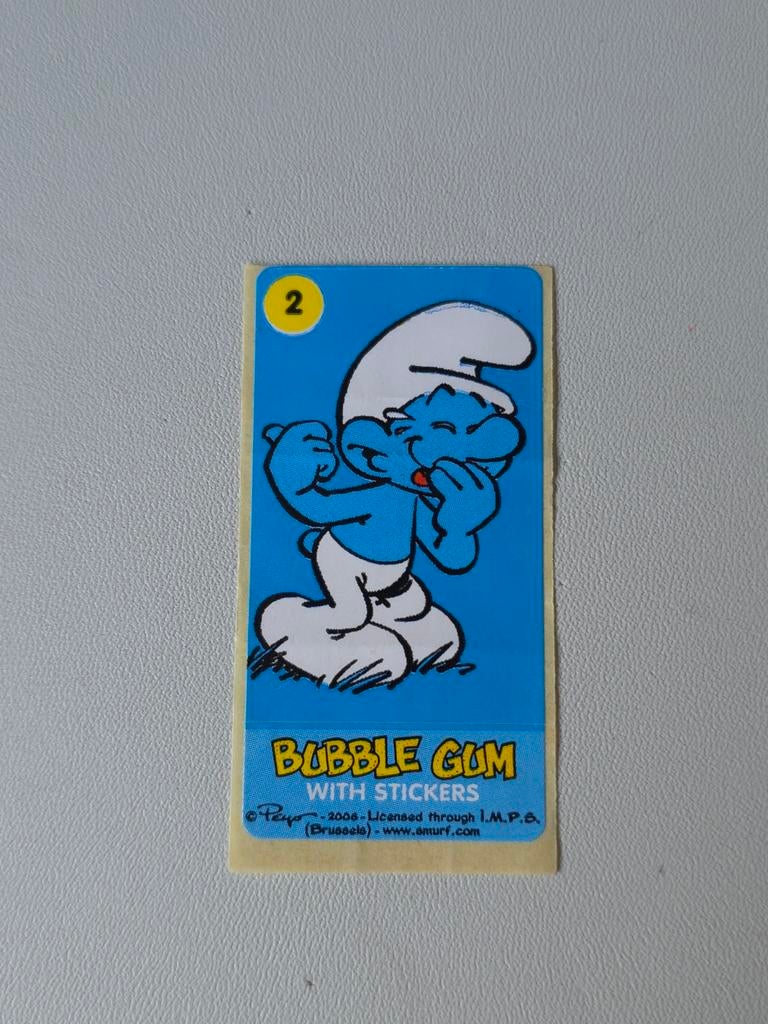 2
BUBBLE GUM
WITH STICKERS
© Peyo - 2006 - Licensed through I.M.P.S.
(Brussels) - www.smurf.com